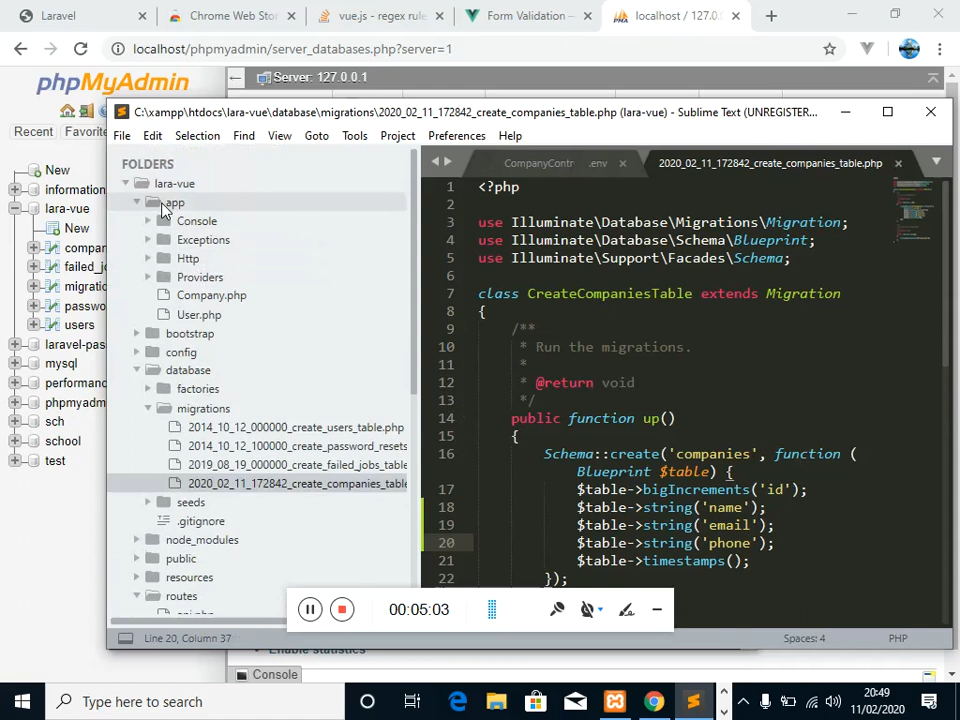 Laravel
Chrome Web Stor
vue.js - regex rule
Form Validation —
localhost / 127.0.0
localhost/phpmyadmin/server_databases.php?server=1
phpMyAdmin
Server: 127.0.0.1
Recent
Favorite
New
information
lara-vue
New
compan
failed_jo
migratio
passwo
users
laravel-pas
mysql
performanc
phpmyadm
sch
school
test
C:\xampp\htdocs\lara-vue\database\migrations\2020_02_11_172842_create_companies_table.php (lara-vue) - Sublime Text (UNREGISTER...
File Edit Selection Find View Goto Tools Project Preferences Help
FOLDERS
lara-vue
app
Console
Exceptions
Http
Providers
Company.php
User.php
bootstrap
config
database
factories
migrations
2014_10_12_000000_create_users_table.php
2014_10_12_100000_create_password_resets
2019_08_19_000000_create_failed_jobs_table
2020_02_11_172842_create_companies_table
seeds
.gitignore
node_modules
public
resources
routes
CompanyContr
.env
2020_02_11_172842_create_companies_table.php
1 <?php
2
3 use Illuminate\Database\Migrations\Migration;
4 use Illuminate\Database\Schema\Blueprint;
5 use Illuminate\Support\Facades\Schema;
6
7 class CreateCompaniesTable extends Migration
8 {
9 /**
10 * Run the migrations.
11 *
12 * @return void
13 */
14 public function up()
15 {
16 Schema::create('companies', function (
Blueprint $table) {
17 $table->bigIncrements('id');
18 $table->string('name');
19 $table->string('email');
20 $table->string('phone');
21 $table->timestamps();
22 });
00:05:03
Line 20, Column 37
Spaces: 4
PHP
Enable statistics
Console
Type here to search
20:49
11/02/2020